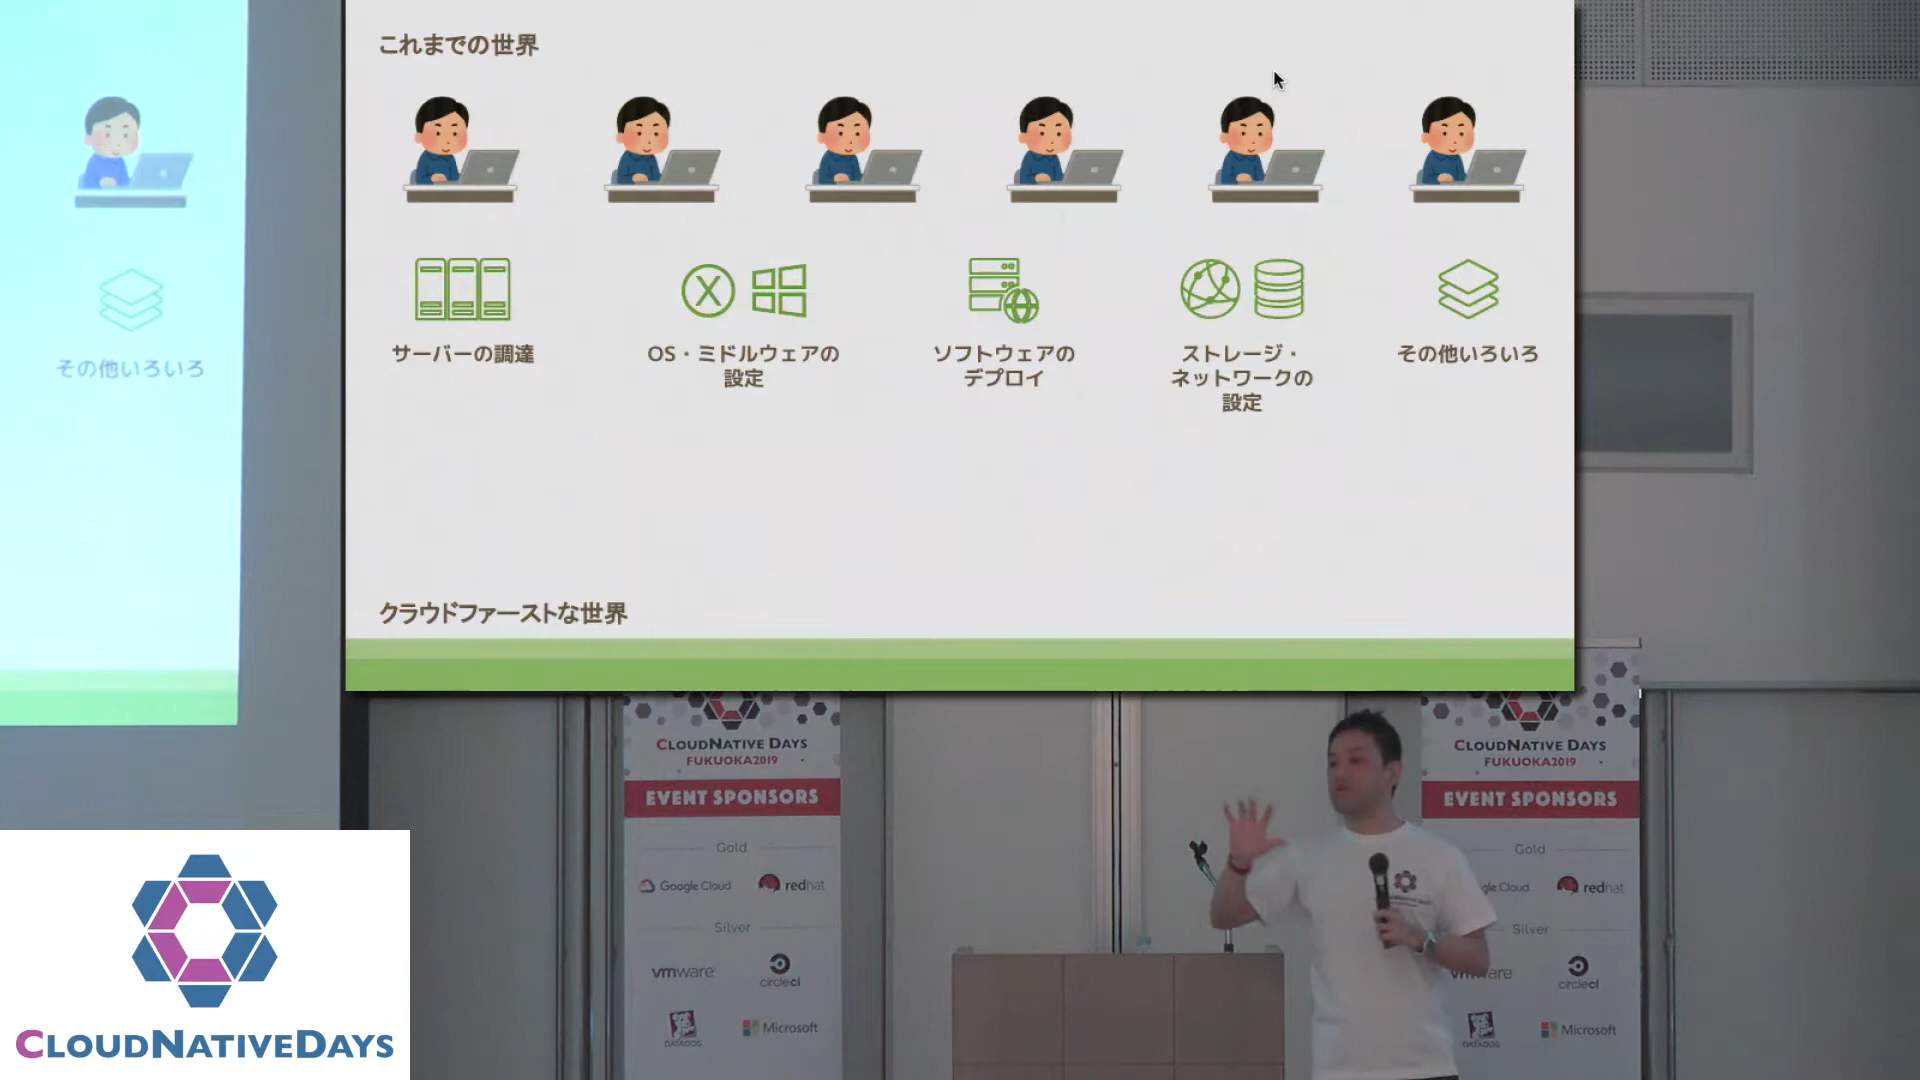 これまでの世界
サーバーの調達
OS・ミドルウェアの
設定
ソフトウェアの
デプロイ
ストレージ・
ネットワークの
設定
その他いろいろ
クラウドファーストな世界
その他いろいろ
CLOUDNATIVE DAYS
FUKUOKA2019
EVENT SPONSORS
Gold
Google Cloud
redhat
Silver
vmware
circleci
DATADOG
Microsoft
CLOUDNATIVE DAYS
FUKUOKA2019
EVENT SPONSORS
Gold
gle Cloud
redhat
Silver
vmware
circleci
DATADOG
Microsoft
CLOUDNATIVEDAYS